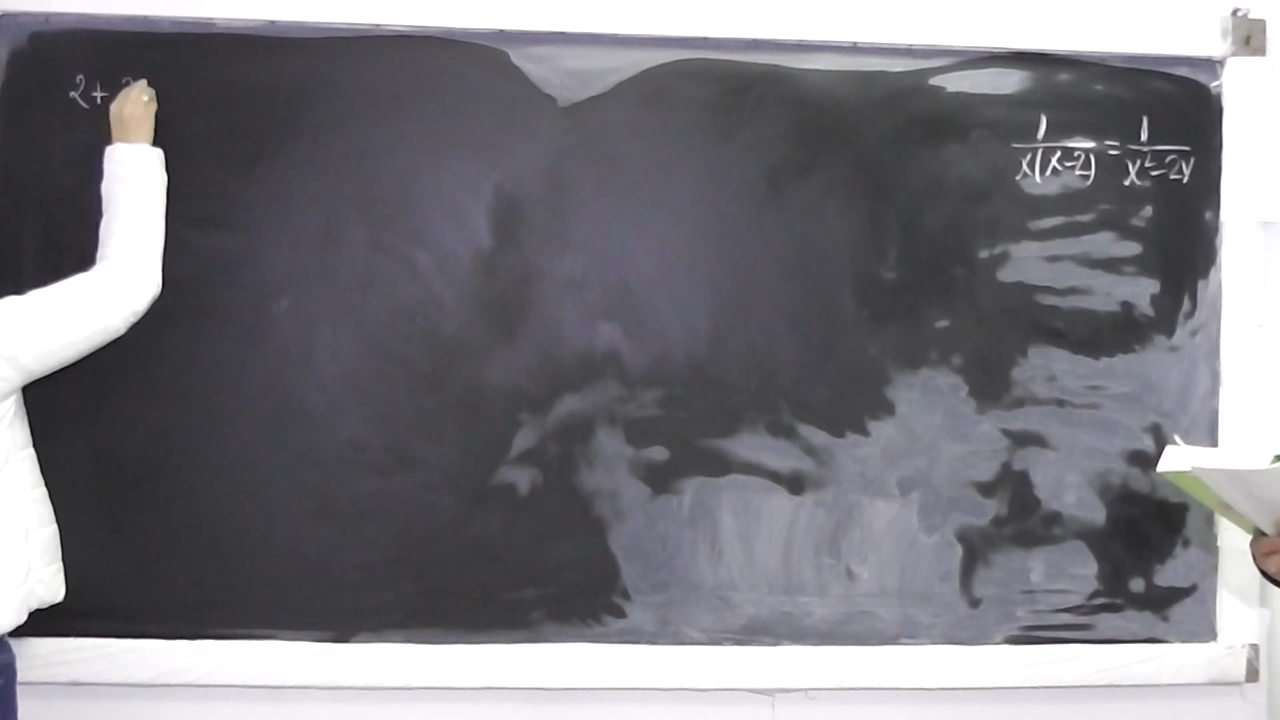 2+
1/x(x-2) = 1/x²-2x